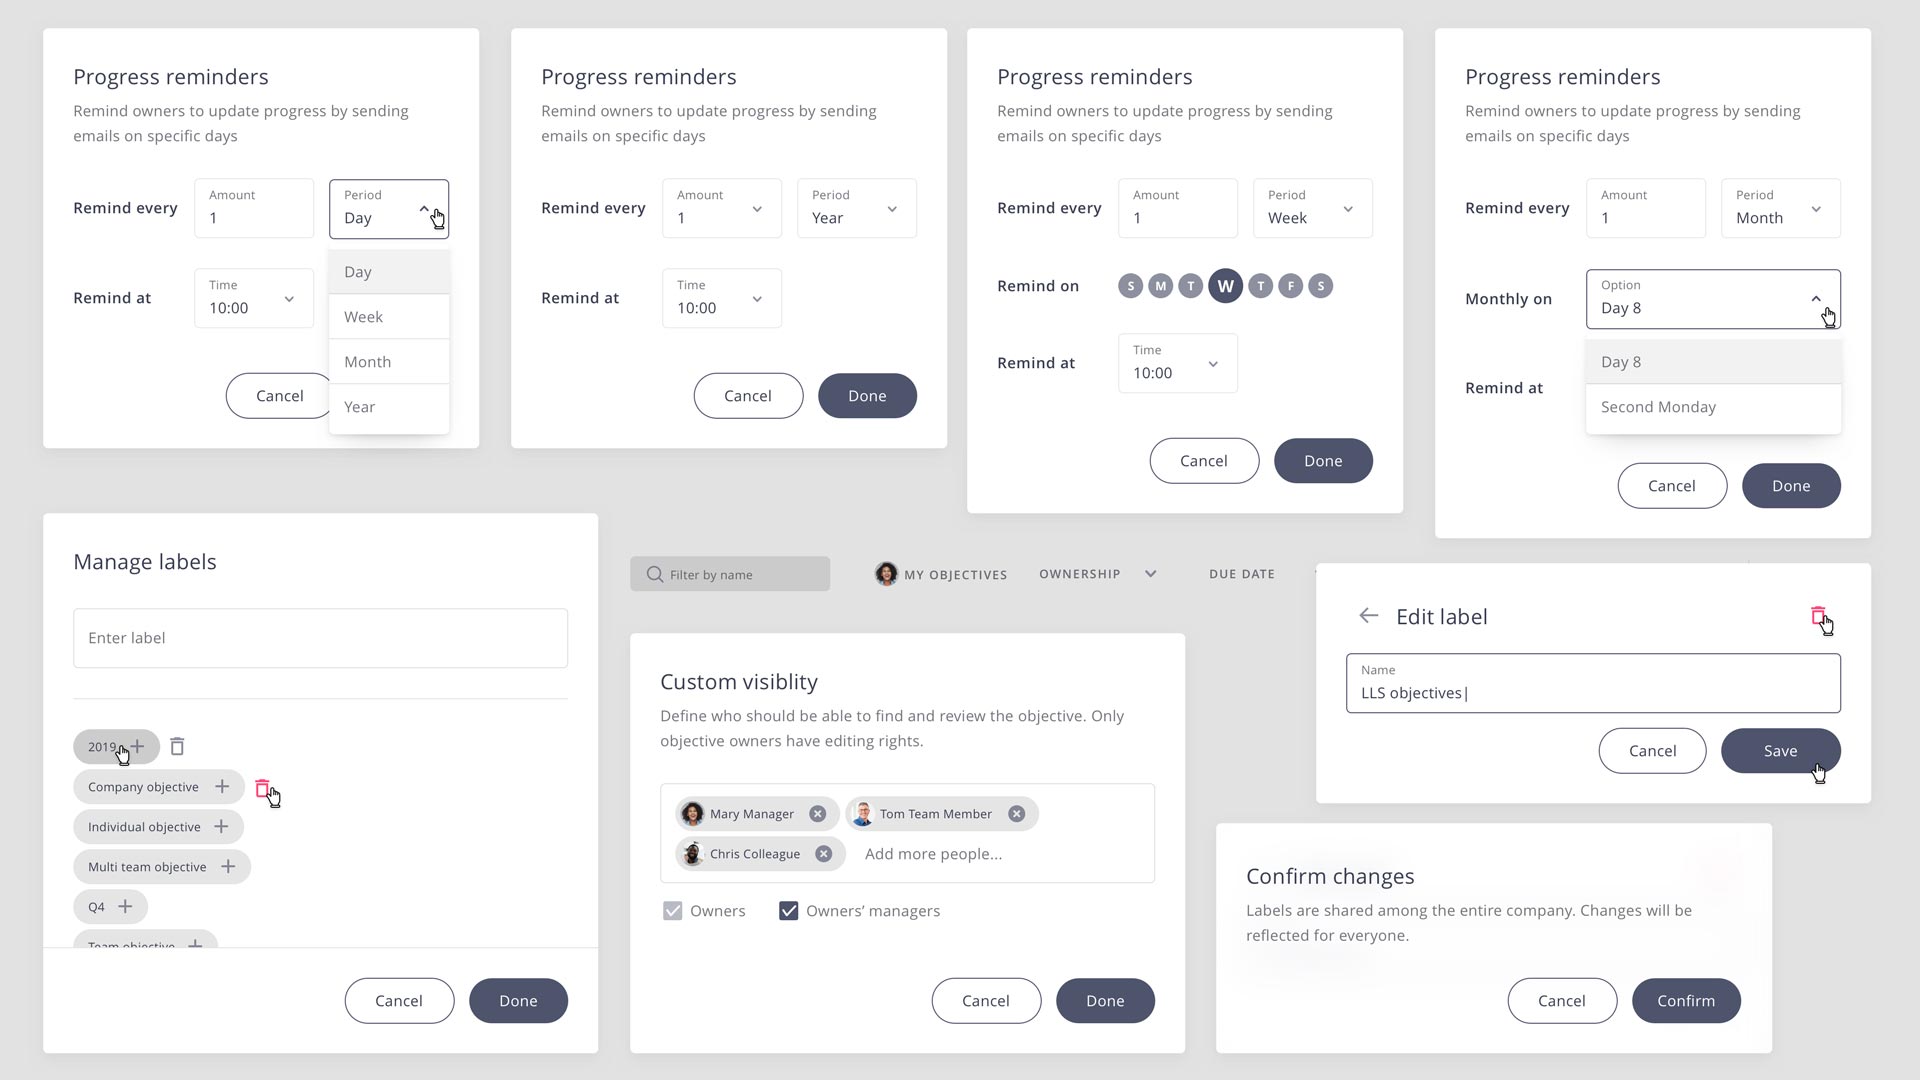 Progress reminders
Remind owners to update progress by sending
emails on specific days
Remind every
Amount
1
Period
Day
Day
Week
Month
Year
Remind at
Time
10:00
Cancel
Progress reminders
Remind owners to update progress by sending
emails on specific days
Remind every
Amount
1
Period
Year
Remind at
Time
10:00
Cancel
Done
Progress reminders
Remind owners to update progress by sending
emails on specific days
Remind every
Amount
1
Period
Week
Remind on
S M T W T F S
Remind at
Time
10:00
Cancel
Done
Progress reminders
Remind owners to update progress by sending
emails on specific days
Remind every
Amount
1
Period
Month
Monthly on
Option
Day 8
Day 8
Second Monday
Remind at
Cancel
Done
Manage labels
Enter label
2019
Company objective
Individual objective
Multi team objective
Q4
Team objective
Cancel
Done
Filter by name
MY OBJECTIVES
OWNERSHIP
DUE DATE
Custom visiblity
Define who should be able to find and review the objective. Only
objective owners have editing rights.
Mary Manager
Tom Team Member
Chris Colleague
Add more people...
Owners
Owners’ managers
Cancel
Done
Edit label
Name
LLS objectives
Cancel
Save
Confirm changes
Labels are shared among the entire company. Changes will be
reflected for everyone.
Cancel
Confirm